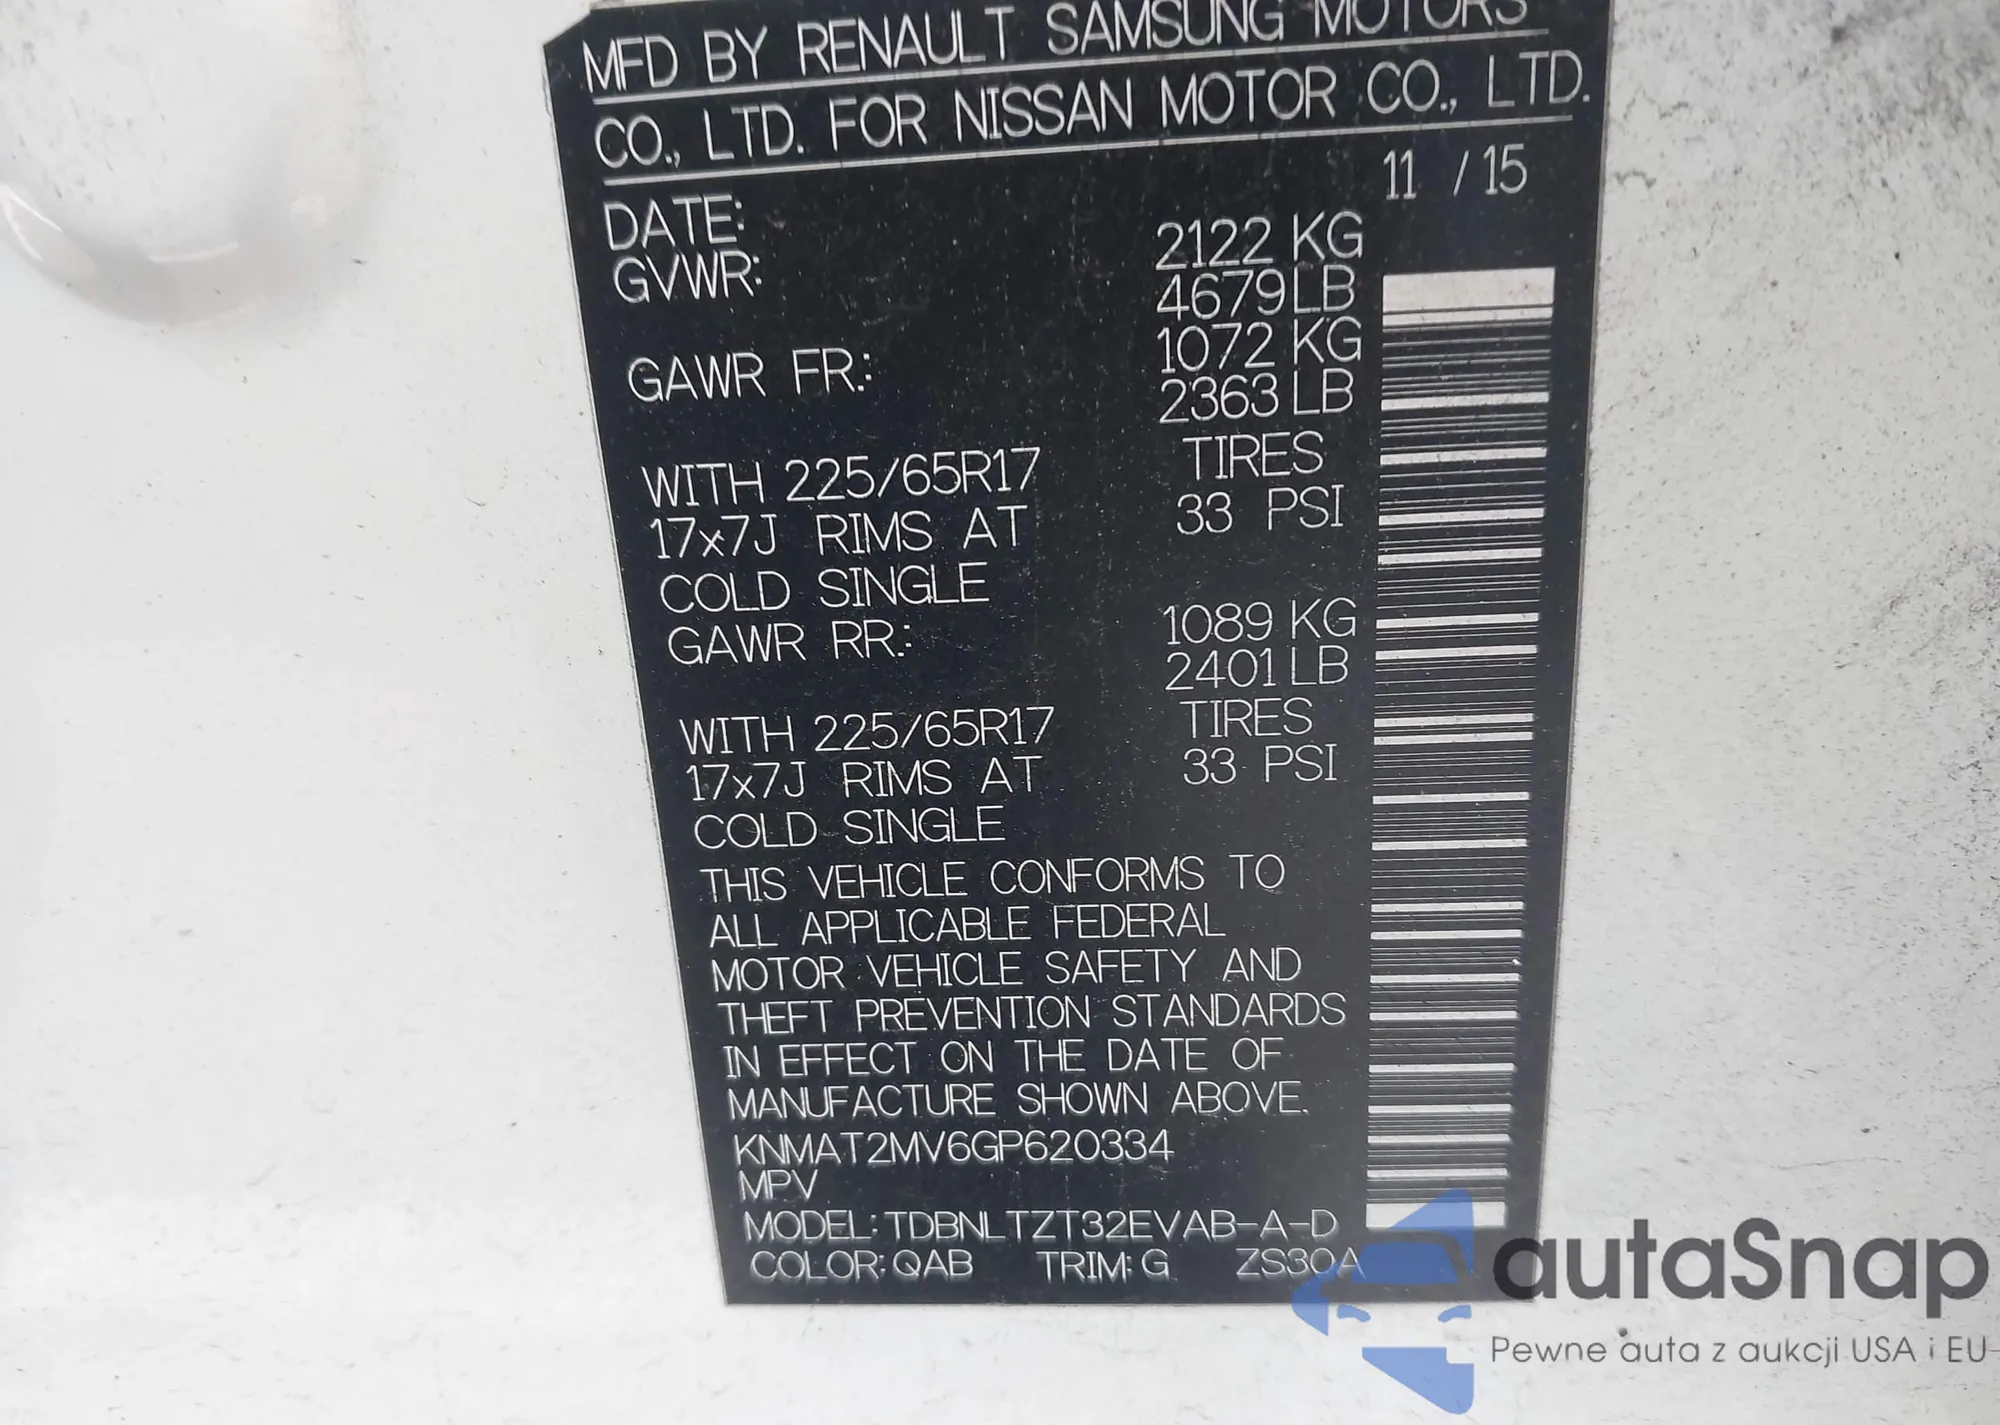 MFD BY RENAULT SAMSUNG MOTORS
CO., LTD. FOR NISSAN MOTOR CO., LTD.
DATE: 11 / 15
GVWR: 2122 KG
4679 LB
GAWR FR.: 1072 KG
2363 LB
WITH 225/65R17 TIRES
17x7J RIMS AT 33 PSI
COLD SINGLE
GAWR RR.: 1089 KG
2401 LB
WITH 225/65R17 TIRES
17x7J RIMS AT 33 PSI
COLD SINGLE
THIS VEHICLE CONFORMS TO
ALL APPLICABLE FEDERAL
MOTOR VEHICLE SAFETY AND
THEFT PREVENTION STANDARDS
IN EFFECT ON THE DATE OF
MANUFACTURE SHOWN ABOVE.
KNMAT2MV6GP620334
MPV
MODEL: TDBNLTZT32EVAB-A-D
COLOR: QAB TRIM: G ZS30A
autaSnap
Pewne auta z aukcji USA i EU